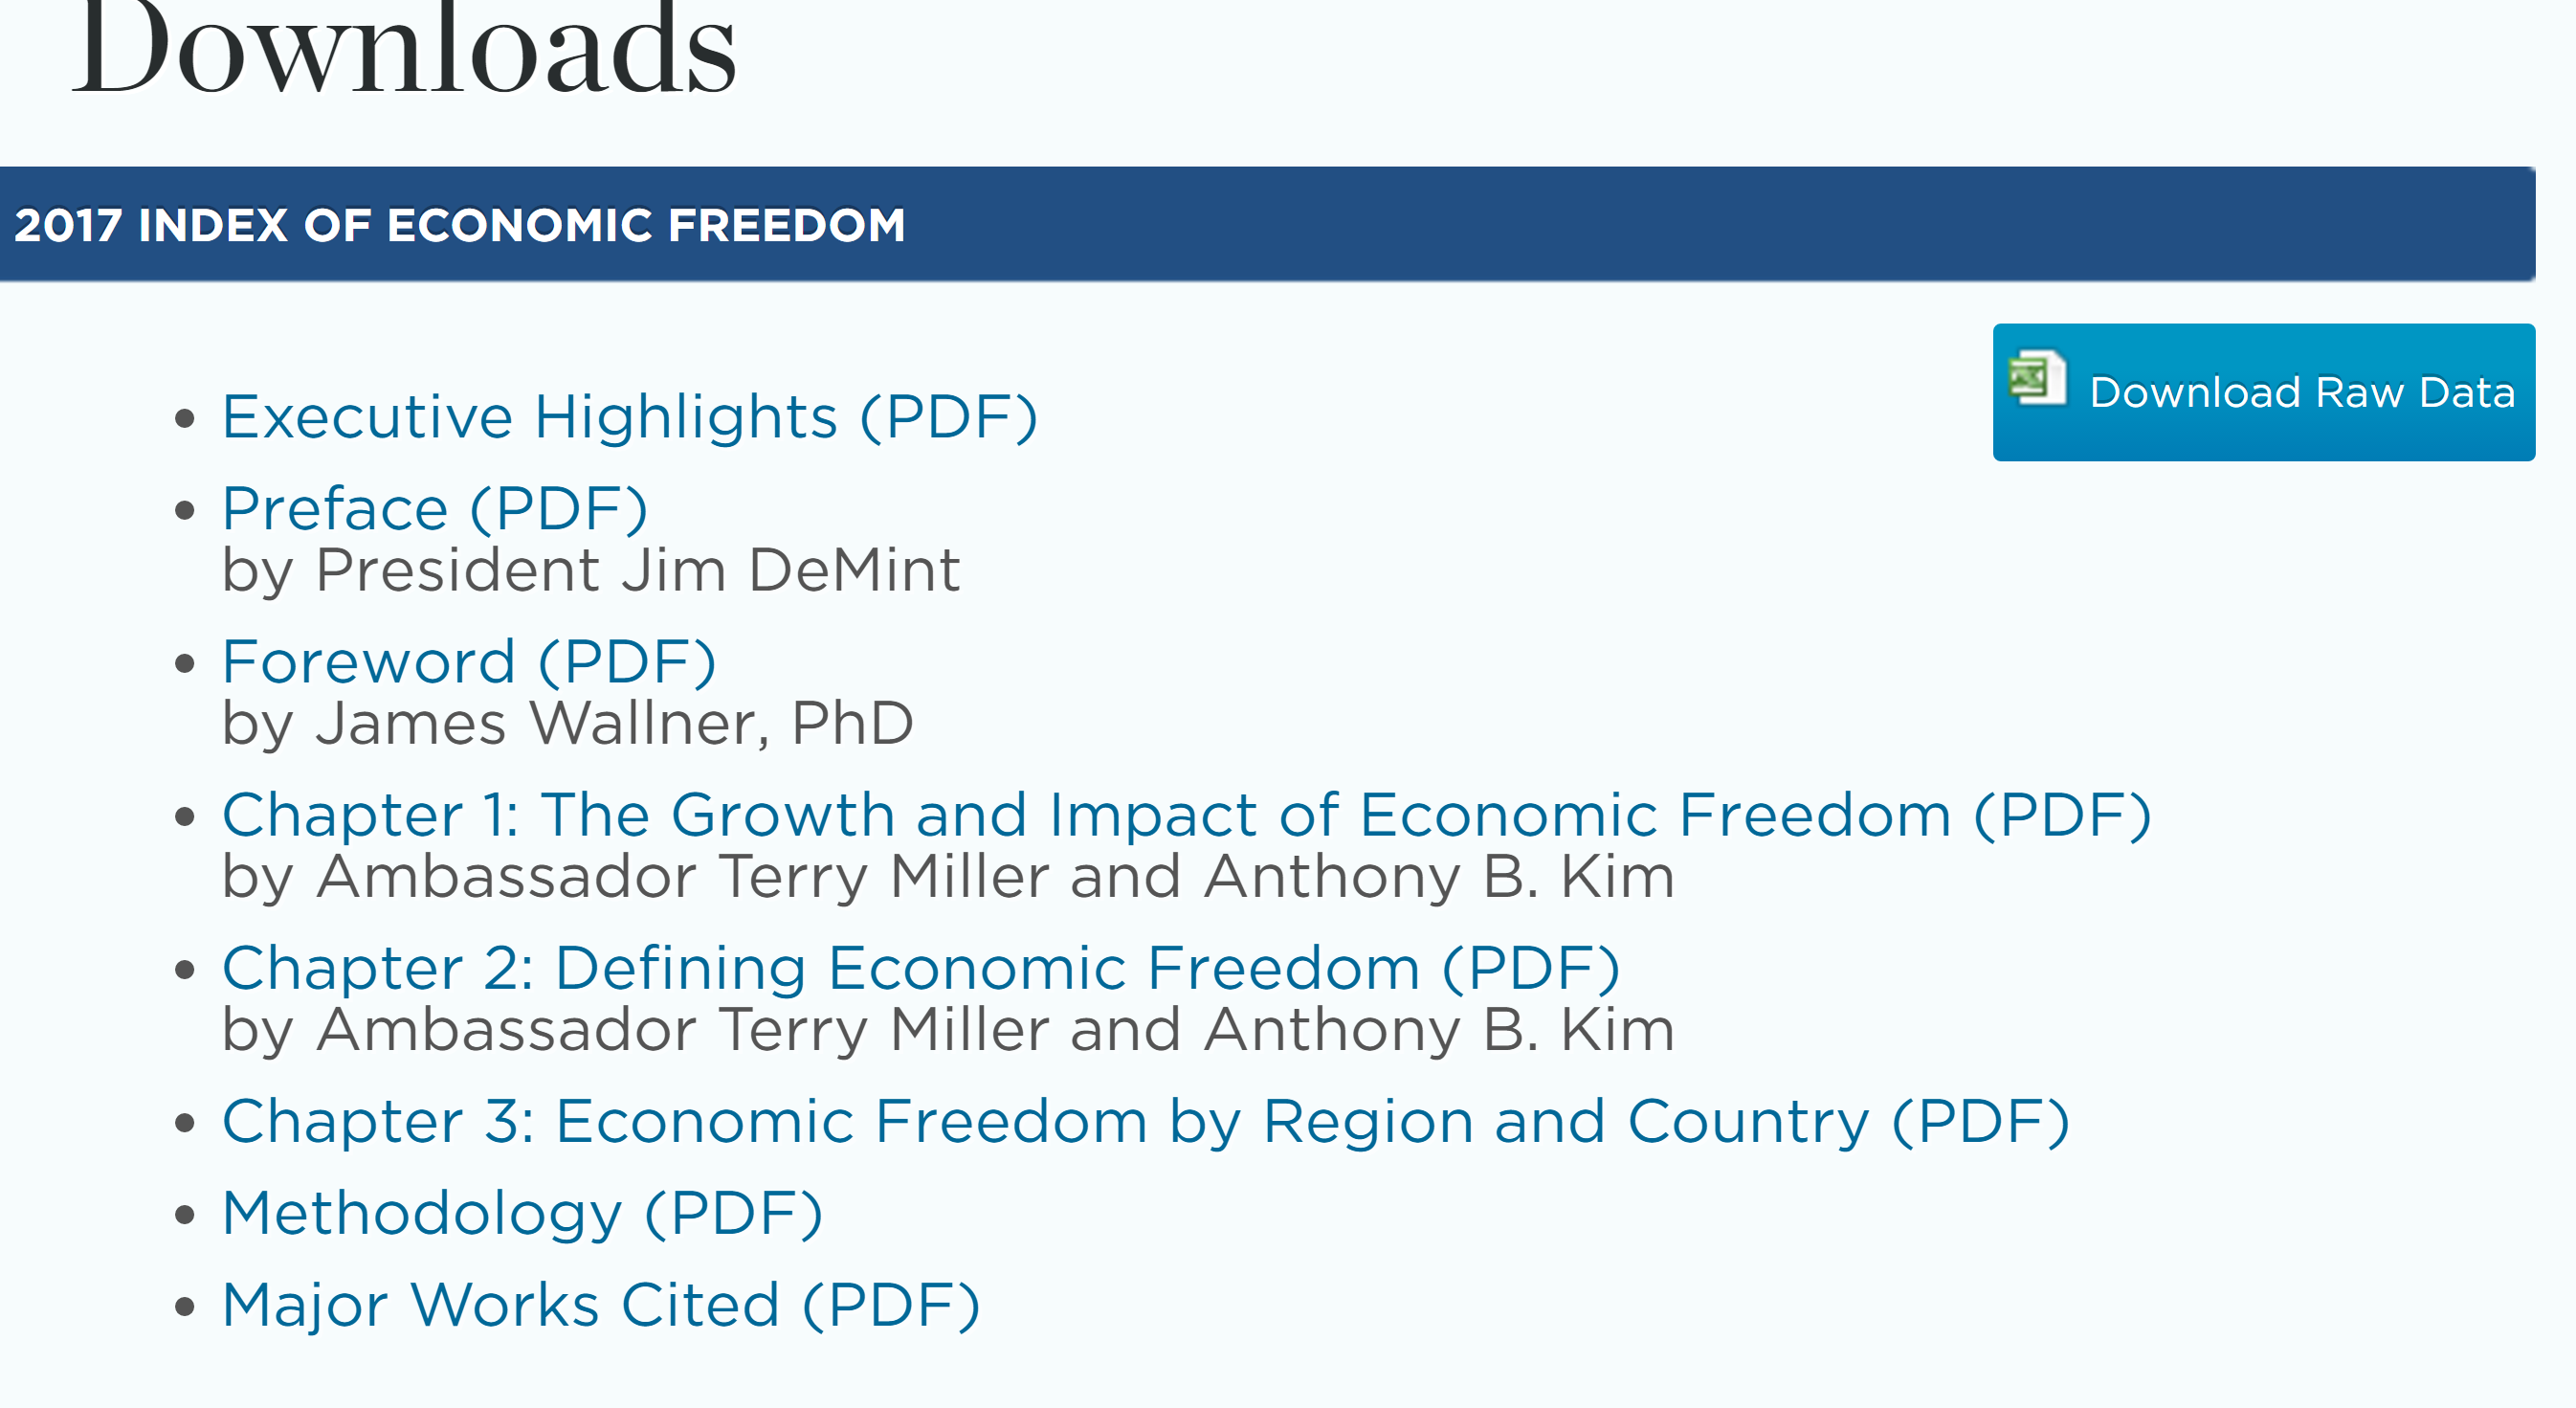 Downloads
2017 INDEX OF ECONOMIC FREEDOM
Download Raw Data
Executive Highlights (PDF)
Preface (PDF)
by President Jim DeMint
Foreword (PDF)
by James Wallner, PhD
Chapter 1: The Growth and Impact of Economic Freedom (PDF)
by Ambassador Terry Miller and Anthony B. Kim
Chapter 2: Defining Economic Freedom (PDF)
by Ambassador Terry Miller and Anthony B. Kim
Chapter 3: Economic Freedom by Region and Country (PDF)
Methodology (PDF)
Major Works Cited (PDF)